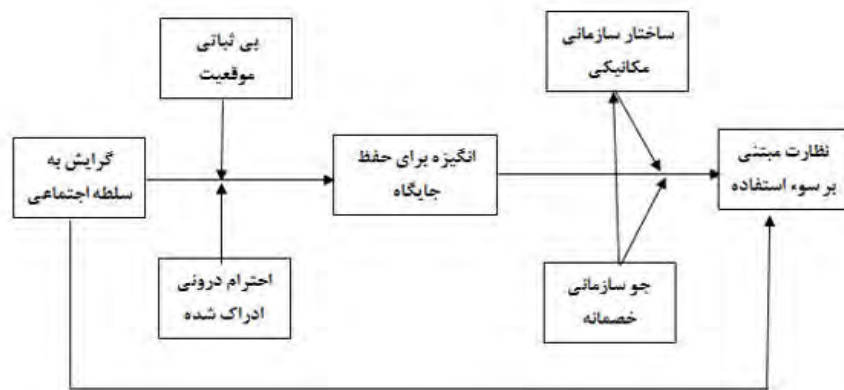 بی ثباتی
موقعیت
ساختار سازمانی
مکانیکی
گرایش به
سلطه اجتماعی
انگیزه برای حفظ
جایگاه
نظارت مبتنی
بر سوء استفاده
احترام درونی
ادراک شده
جو سازمانی
خصمانه